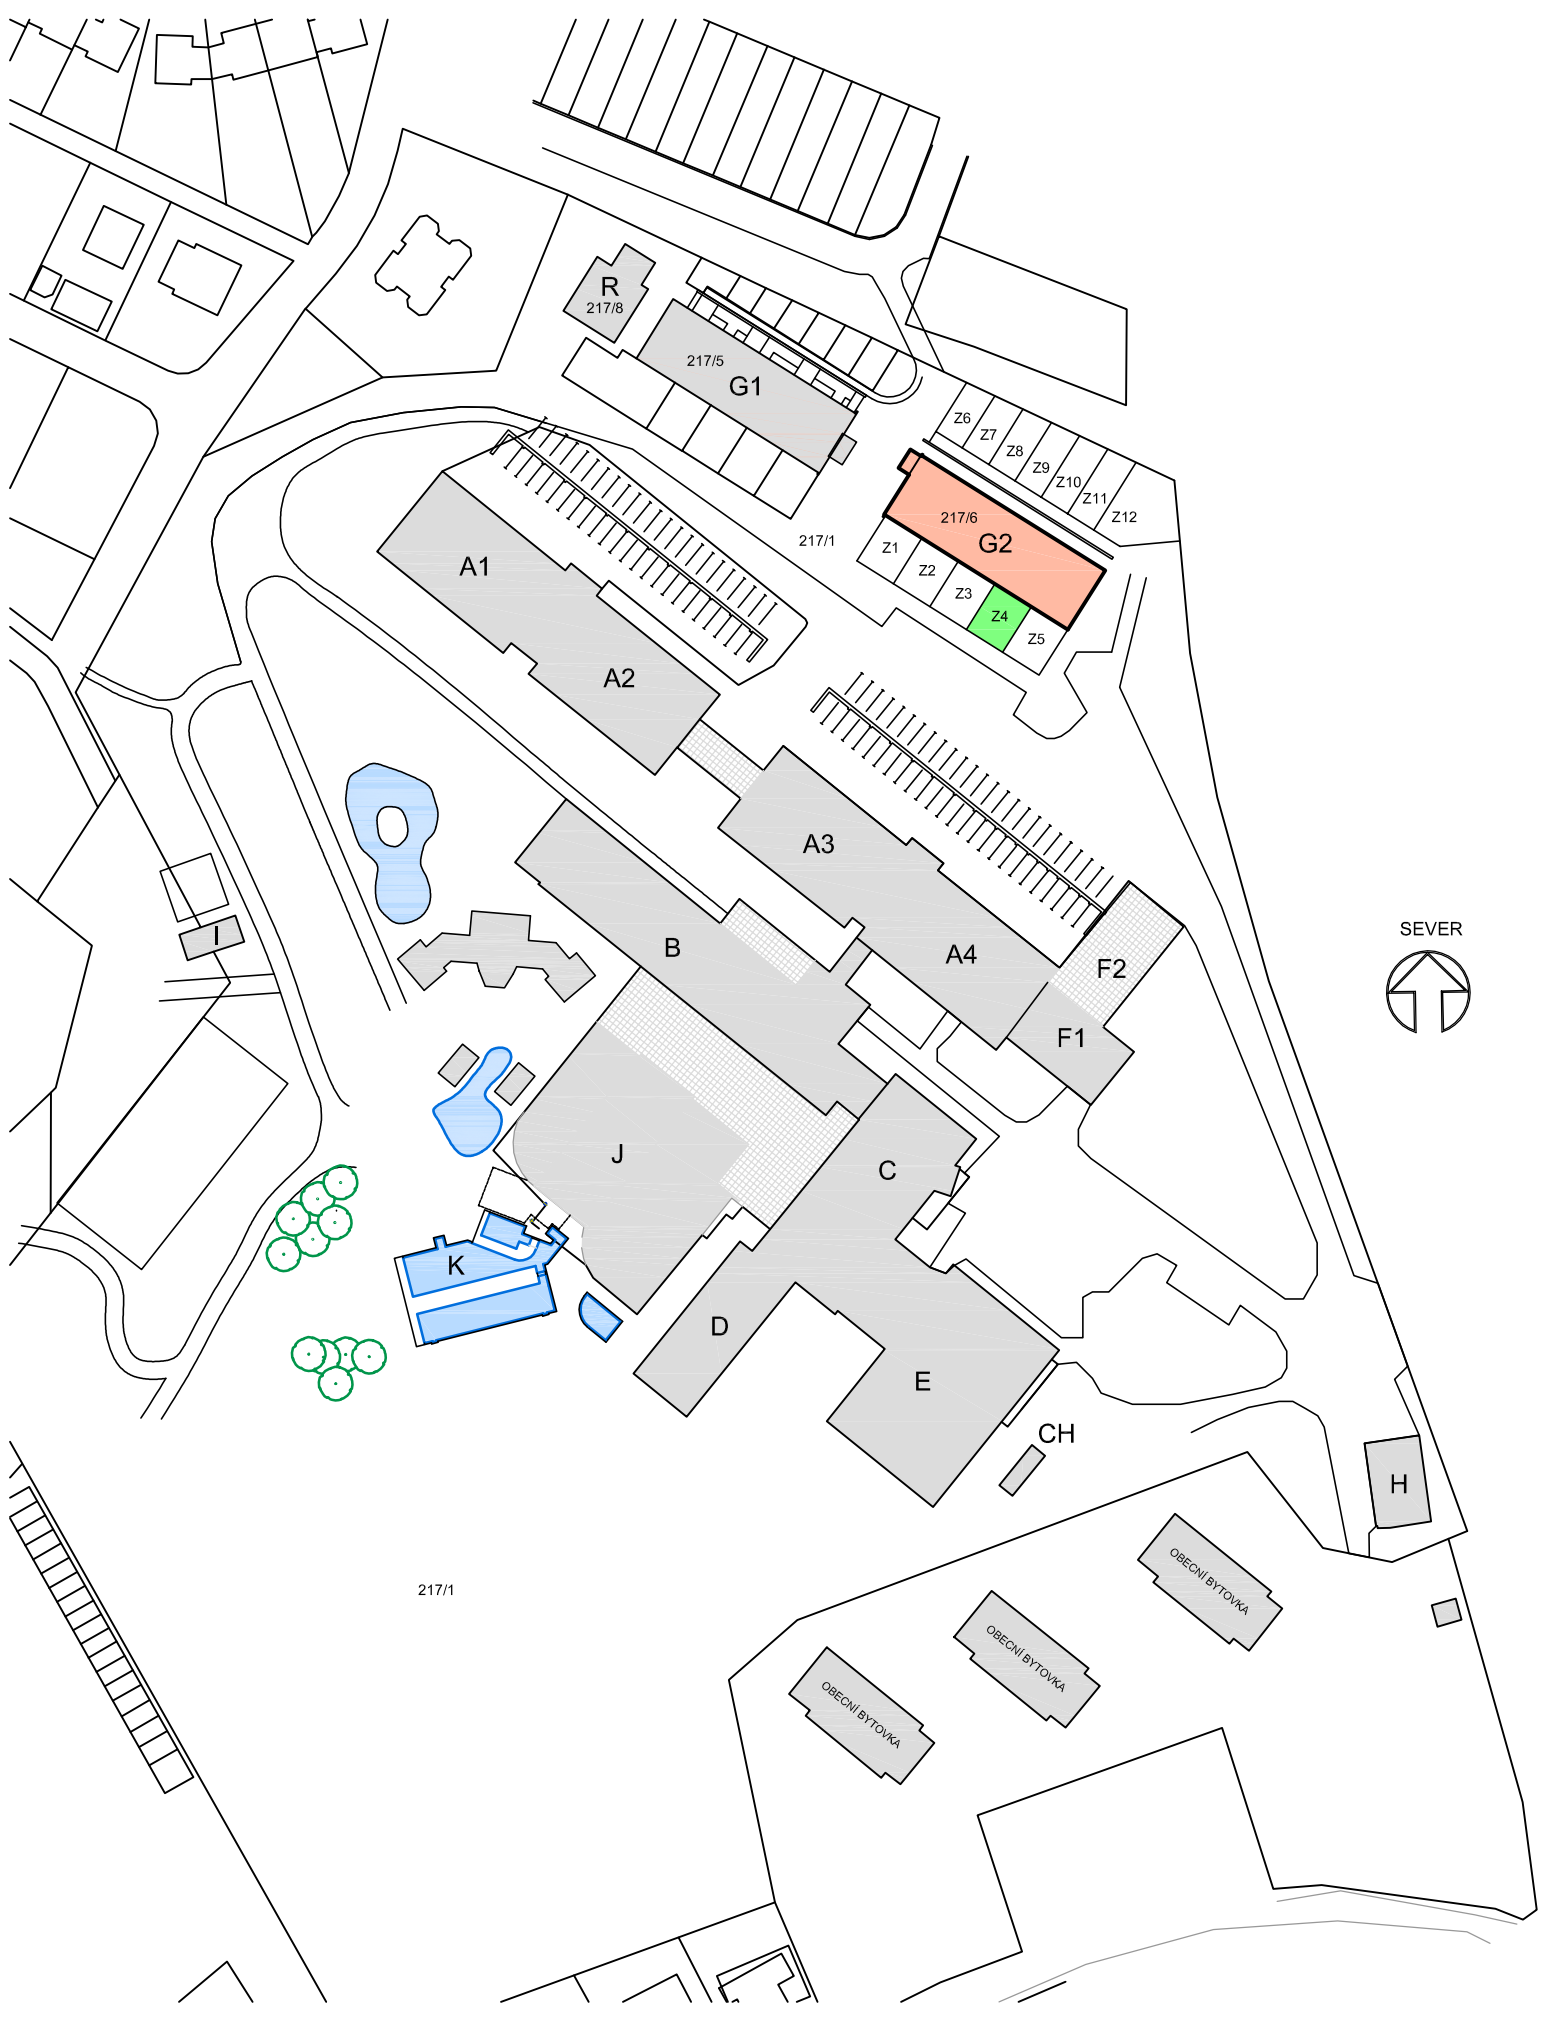 R
217/8
217/5
G1
Z6
Z7
Z8
Z9
Z10
Z11
Z12
217/6
G2
217/1
Z1
Z2
Z3
Z4
Z5
A1
A2
A3
A4
B
F2
F1
I
SEVER
J
C
K
D
E
CH
H
OBECNÍ BYTOVKA
OBECNÍ BYTOVKA
OBECNÍ BYTOVKA
217/1